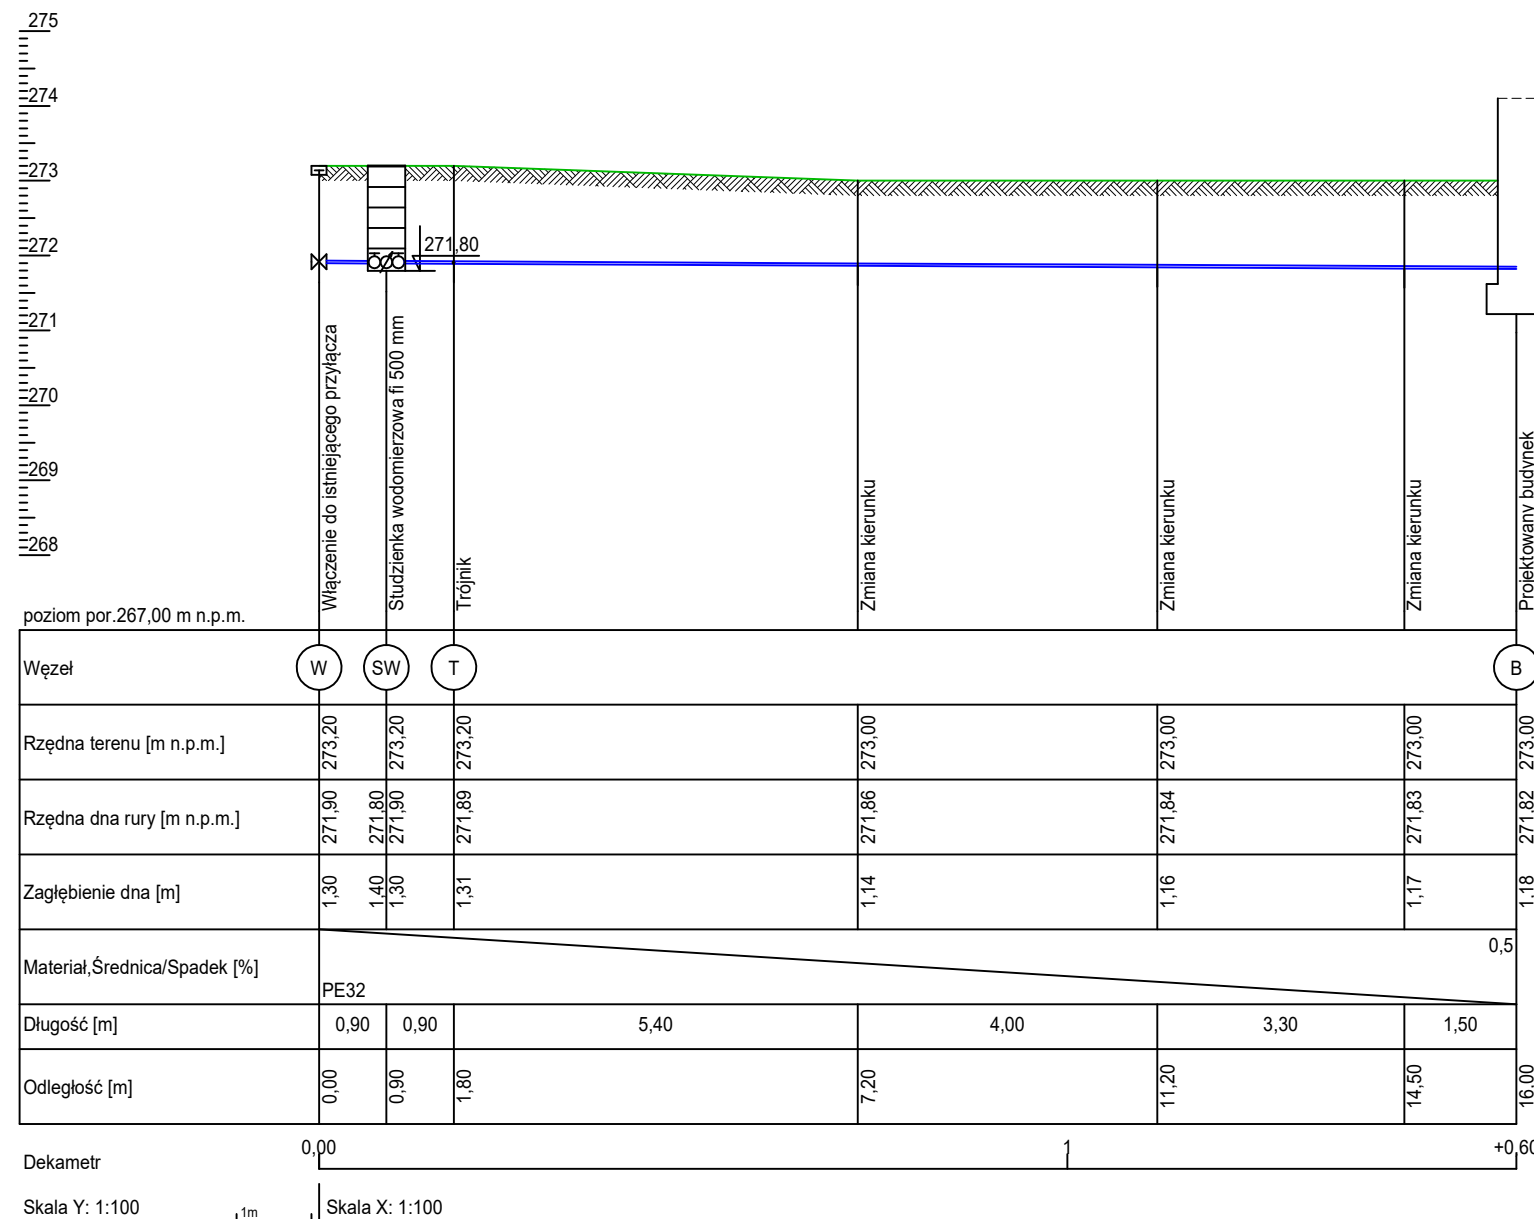 275
274
273
272
271,80
271
270
269
268
Włączenie do istniejącego przyłącza
Studzienka wodomierzowa fi 500 mm
Trójnik
Zmiana kierunku
Zmiana kierunku
Zmiana kierunku
Projektowany budynek
poziom por.267,00 m n.p.m.
Węzeł W SW T B
Rzędna terenu [m n.p.m.] 273,20 273,20 273,20 273,00 273,00 273,00 273,00
Rzędna dna rury [m n.p.m.] 271,90 271,80 271,90 271,89 271,86 271,84 271,83 271,82
Zagłębienie dna [m] 1,30 1,40 1,30 1,31 1,14 1,16 1,17 1,18
Materiał,Średnica/Spadek [%] PE32 0,5
Długość [m] 0,90 0,90 5,40 4,00 3,30 1,50
Odległość [m] 0,00 0,90 1,80 7,20 11,20 14,50 16,00
Dekametr 0,00 1 +0,60
Skala Y: 1:100 1m Skala X: 1:100